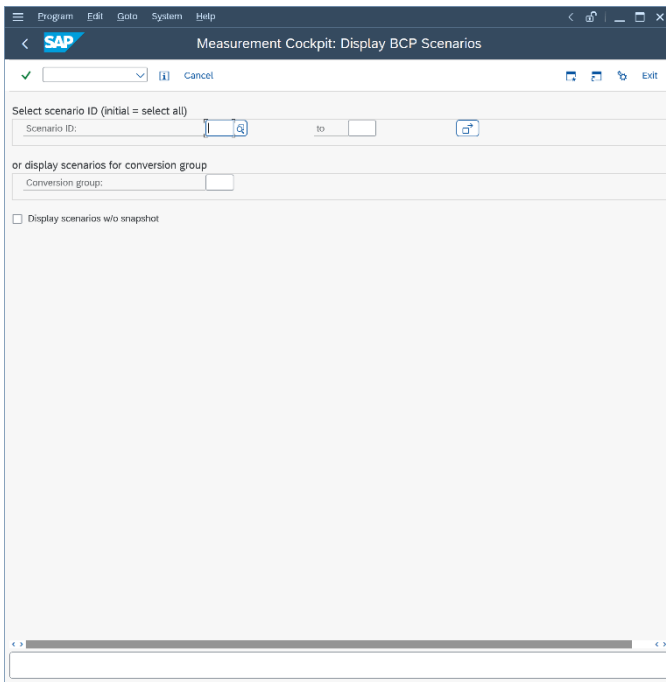 Program Edit Goto System Help
SAP Measurement Cockpit: Display BCP Scenarios
Cancel Exit
Select scenario ID (initial = select all)
Scenario ID: to
or display scenarios for conversion group
Conversion group:
Display scenarios w/o snapshot